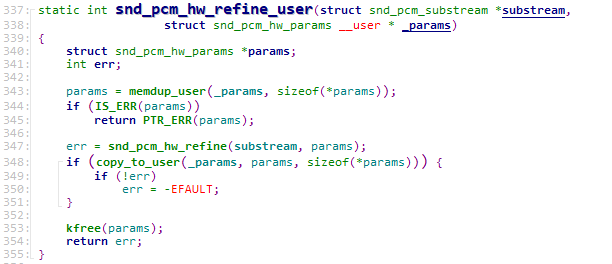 337: static int snd_pcm_hw_refine_user(struct snd_pcm_substream *substream,
338: struct snd_pcm_hw_params __user * _params)
339: {
340: struct snd_pcm_hw_params *params;
341: int err;
342:
343: params = memdup_user(_params, sizeof(*params));
344: if (IS_ERR(params))
345: return PTR_ERR(params);
346:
347: err = snd_pcm_hw_refine(substream, params);
348: if (copy_to_user(_params, params, sizeof(*params))) {
349: if (!err)
350: err = -EFAULT;
351: }
352:
353: kfree(params);
354: return err;
355: }